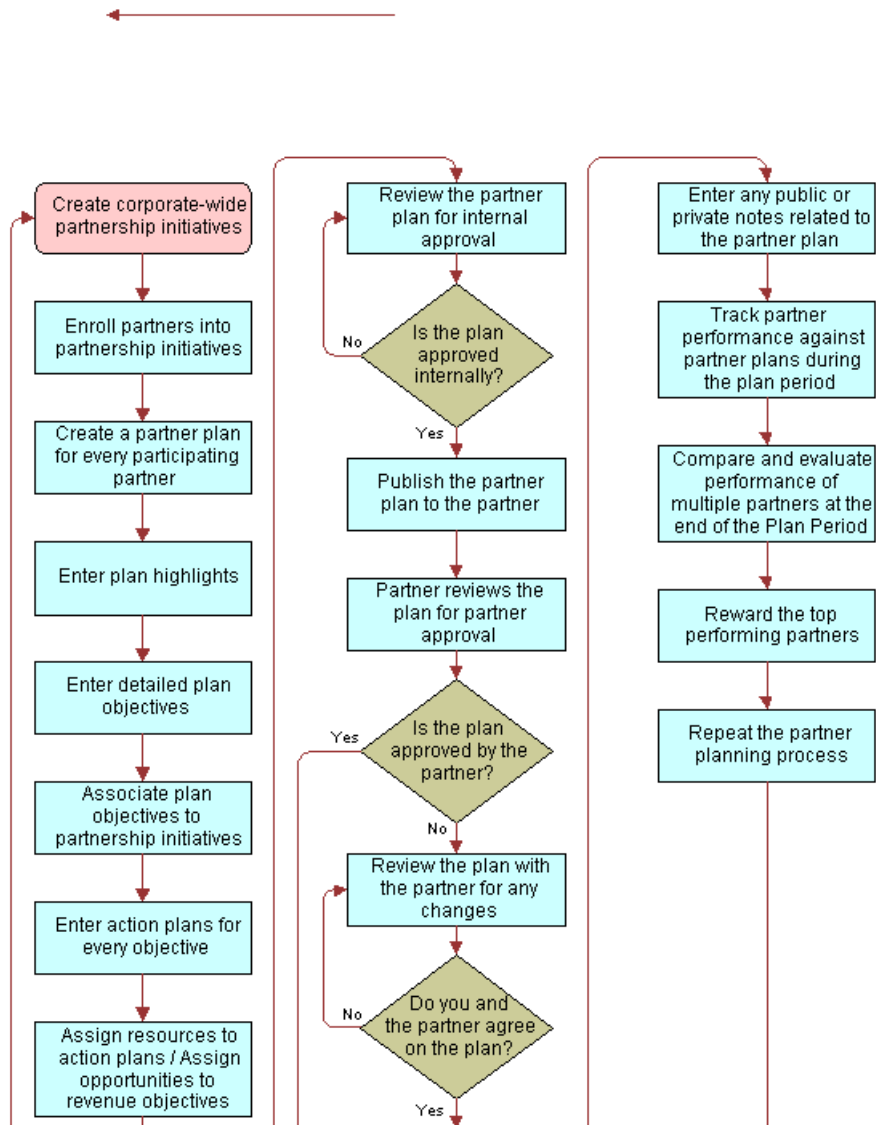 Create corporate-wide
partnership initiatives
Enroll partners into
partnership initiatives
Create a partner plan
for every participating
partner
Enter plan highlights
Enter detailed plan
objectives
Associate plan
objectives to
partnership initiatives
Enter action plans for
every objective
Assign resources to
action plans / Assign
opportunities to
revenue objectives
Review the partner
plan for internal
approval
Is the plan
approved
internally?
No
Yes
Publish the partner
plan to the partner
Partner reviews the
plan for partner
approval
Is the plan
approved by the
partner?
Yes
No
Review the plan with
the partner for any
changes
Do you and
the partner agree
on the plan?
No
Yes
Enter any public or
private notes related to
the partner plan
Track partner
performance against
partner plans during
the plan period
Compare and evaluate
performance of
multiple partners at the
end of the Plan Period
Reward the top
performing partners
Repeat the partner
planning process